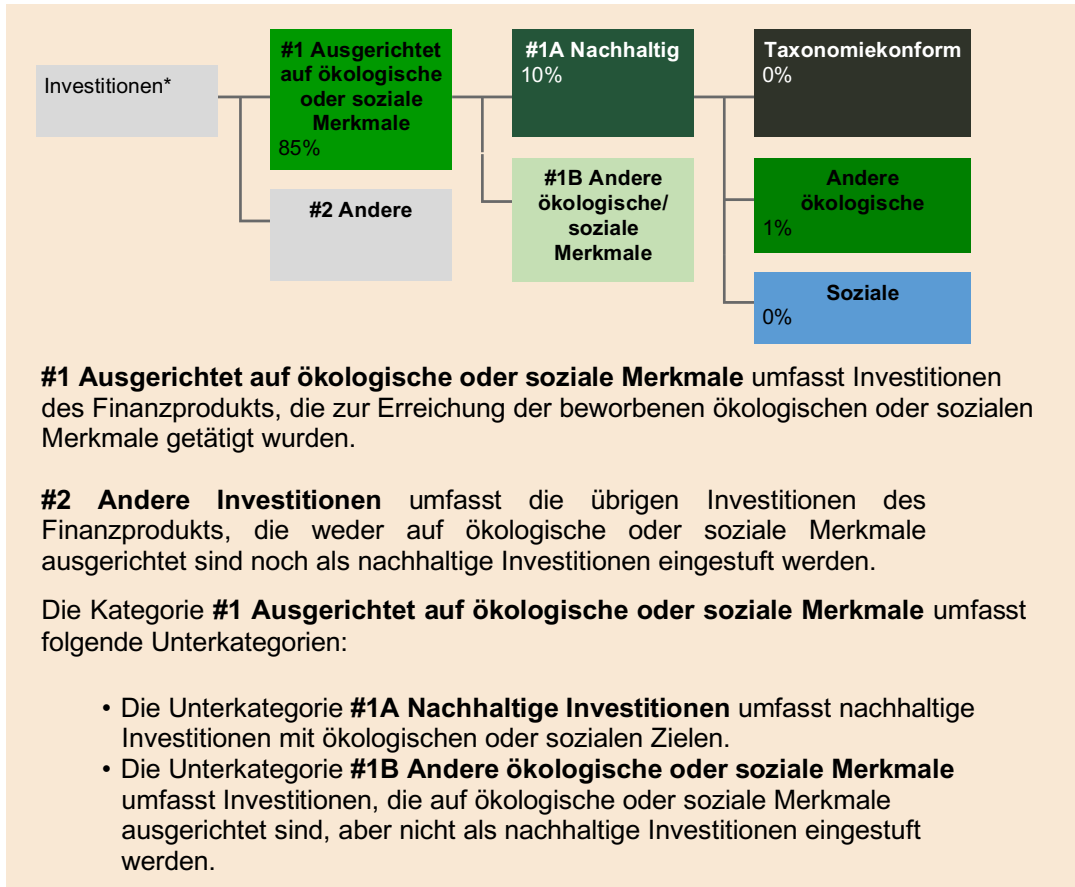 #1 Ausgerichtet
auf ökologische
oder soziale
Merkmale
85%
#1A Nachhaltig
10%
Taxonomiekonform
0%
Investitionen*
#2 Andere
#1B Andere
ökologische/
soziale
Merkmale
Andere
ökologische
1%
Soziale
0%
#1 Ausgerichtet auf ökologische oder soziale Merkmale umfasst Investitionen
des Finanzprodukts, die zur Erreichung der beworbenen ökologischen oder sozialen
Merkmale getätigt wurden.
#2 Andere Investitionen umfasst die übrigen Investitionen des
Finanzprodukts, die weder auf ökologische oder soziale Merkmale
ausgerichtet sind noch als nachhaltige Investitionen eingestuft werden.
Die Kategorie #1 Ausgerichtet auf ökologische oder soziale Merkmale umfasst
folgende Unterkategorien:
• Die Unterkategorie #1A Nachhaltige Investitionen umfasst nachhaltige
Investitionen mit ökologischen oder sozialen Zielen.
• Die Unterkategorie #1B Andere ökologische oder soziale Merkmale
umfasst Investitionen, die auf ökologische oder soziale Merkmale
ausgerichtet sind, aber nicht als nachhaltige Investitionen eingestuft
werden.